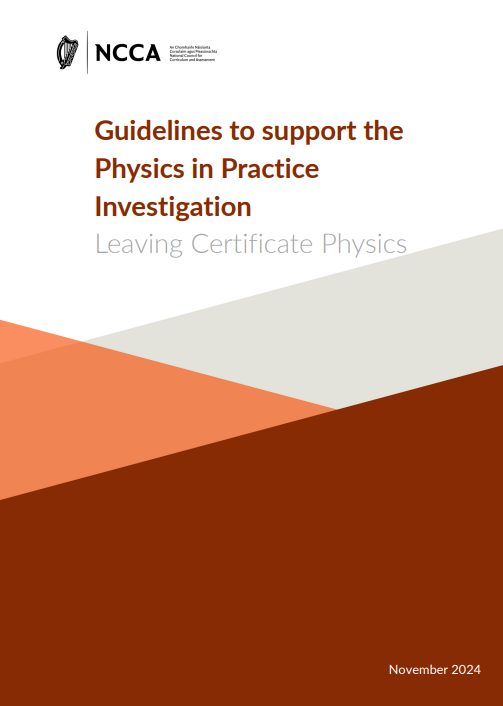 NCCA
An Chomhairle Náisiúnta
Curaclaim agus Measúnachta
National Council for
Curriculum and Assessment
Guidelines to support the
Physics in Practice
Investigation
Leaving Certificate Physics
November 2024